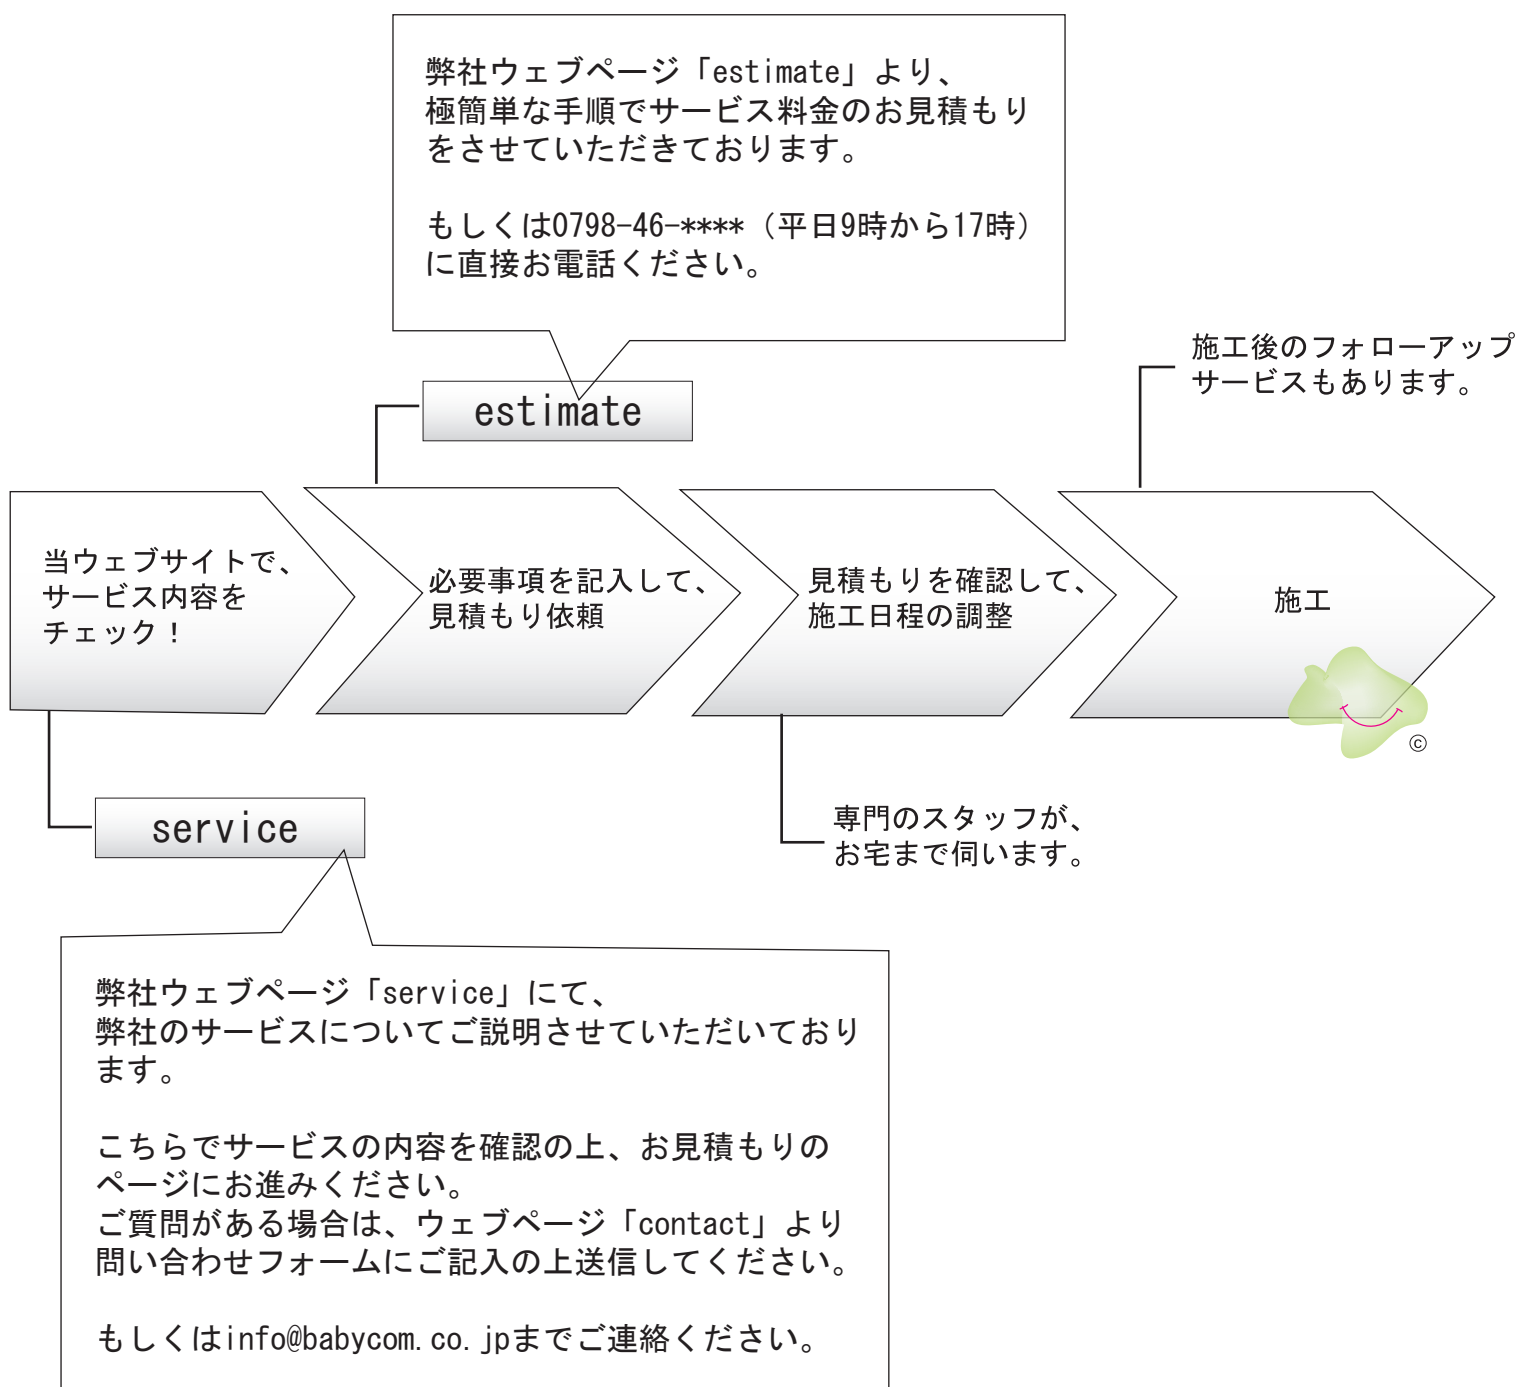 弊社ウェブページ「estimate」より、
極簡単な手順でサービス料金のお見積もり
をさせていただきております。
もしくは0798-46-****（平日9時から17時）
に直接お電話ください。
施工後のフォローアップ
サービスもあります。
estimate
当ウェブサイトで、
サービス内容を
チェック！
必要事項を記入して、
見積もり依頼
見積もりを確認して、
施工日程の調整
施工
©
service
専門のスタッフが、
お宅まで伺います。
弊社ウェブページ「service」にて、
弊社のサービスについてご説明させていただいており
ます。
こちらでサービスの内容を確認の上、お見積もりの
ページにお進みください。
ご質問がある場合は、ウェブページ「contact」より
問い合わせフォームにご記入の上送信してください。
もしくはinfo@babycom.co.jpまでご連絡ください。